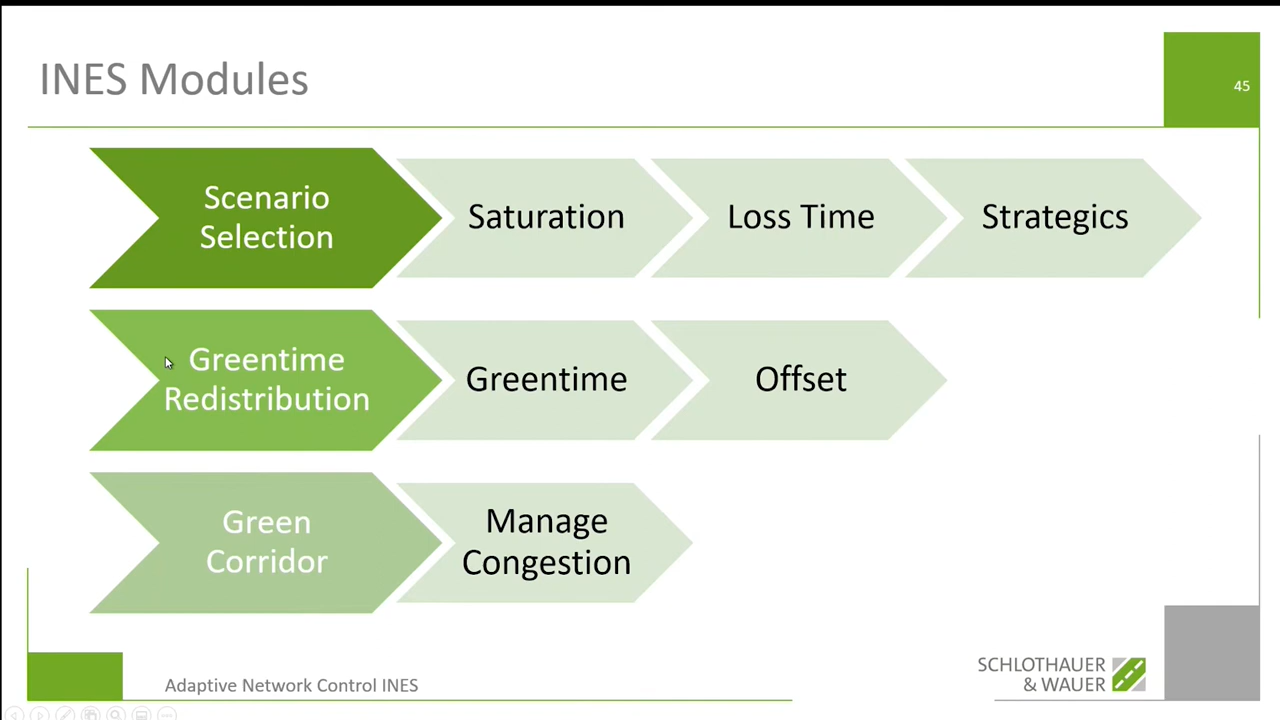 INES Modules
45
Scenario
Selection
Saturation
Loss Time
Strategics
Greentime
Redistribution
Greentime
Offset
Green
Corridor
Manage
Congestion
Adaptive Network Control INES
SCHLOTHAUER
& WAUER